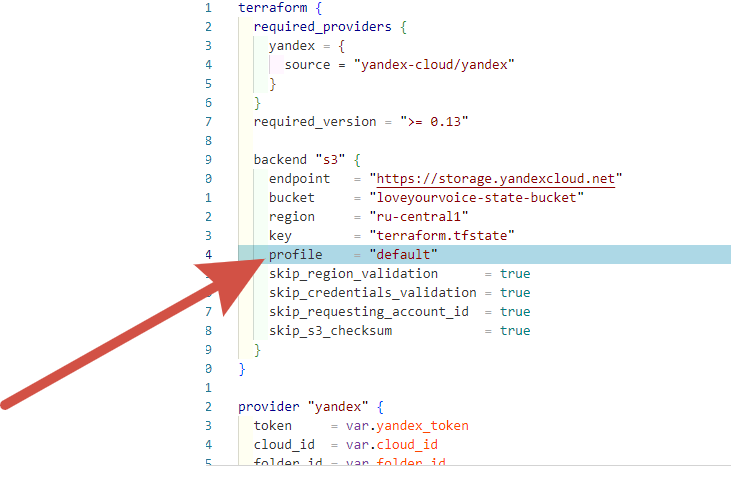 1 terraform {
2 required_providers {
3 yandex = {
4 source = "yandex-cloud/yandex"
5 }
6 }
7 required_version = ">= 0.13"
8
9 backend "s3" {
0 endpoint = "https://storage.yandexcloud.net"
1 bucket = "loveyourvoice-state-bucket"
2 region = "ru-central1"
3 key = "terraform.tfstate"
4 profile = "default"
skip_region_validation = true
6 skip_credentials_validation = true
7 skip_requesting_account_id = true
8 skip_s3_checksum = true
9 }
0 }
1
2 provider "yandex" {
3 token = var.yandex_token
4 cloud_id = var.cloud_id
5 folder_id = var.folder_id